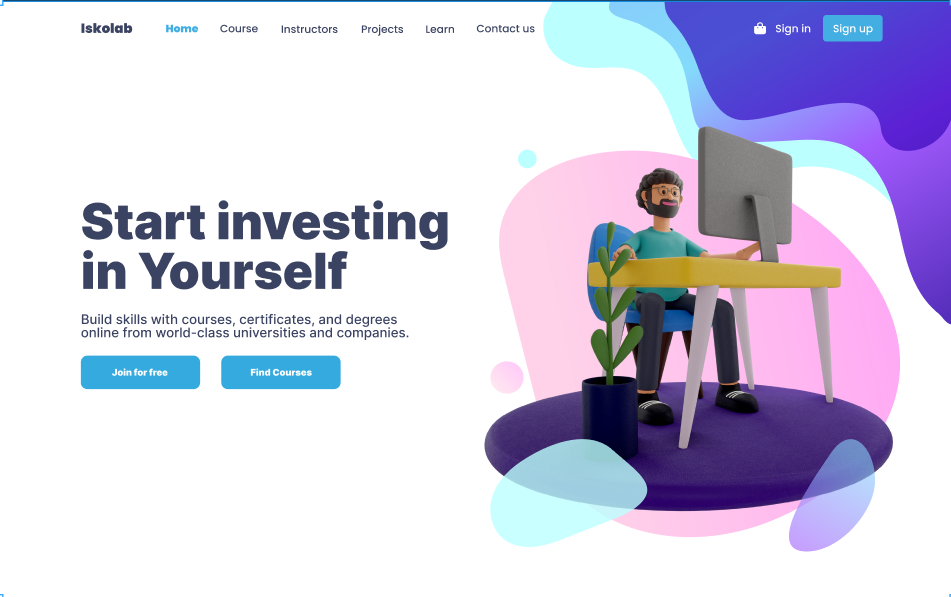 Iskolab
Home
Course
Instructors
Projects
Learn
Contact us
Sign in
Sign up
Start investing
in Yourself
Build skills with courses, certificates, and degrees
online from world-class universities and companies.
Join for free
Find Courses